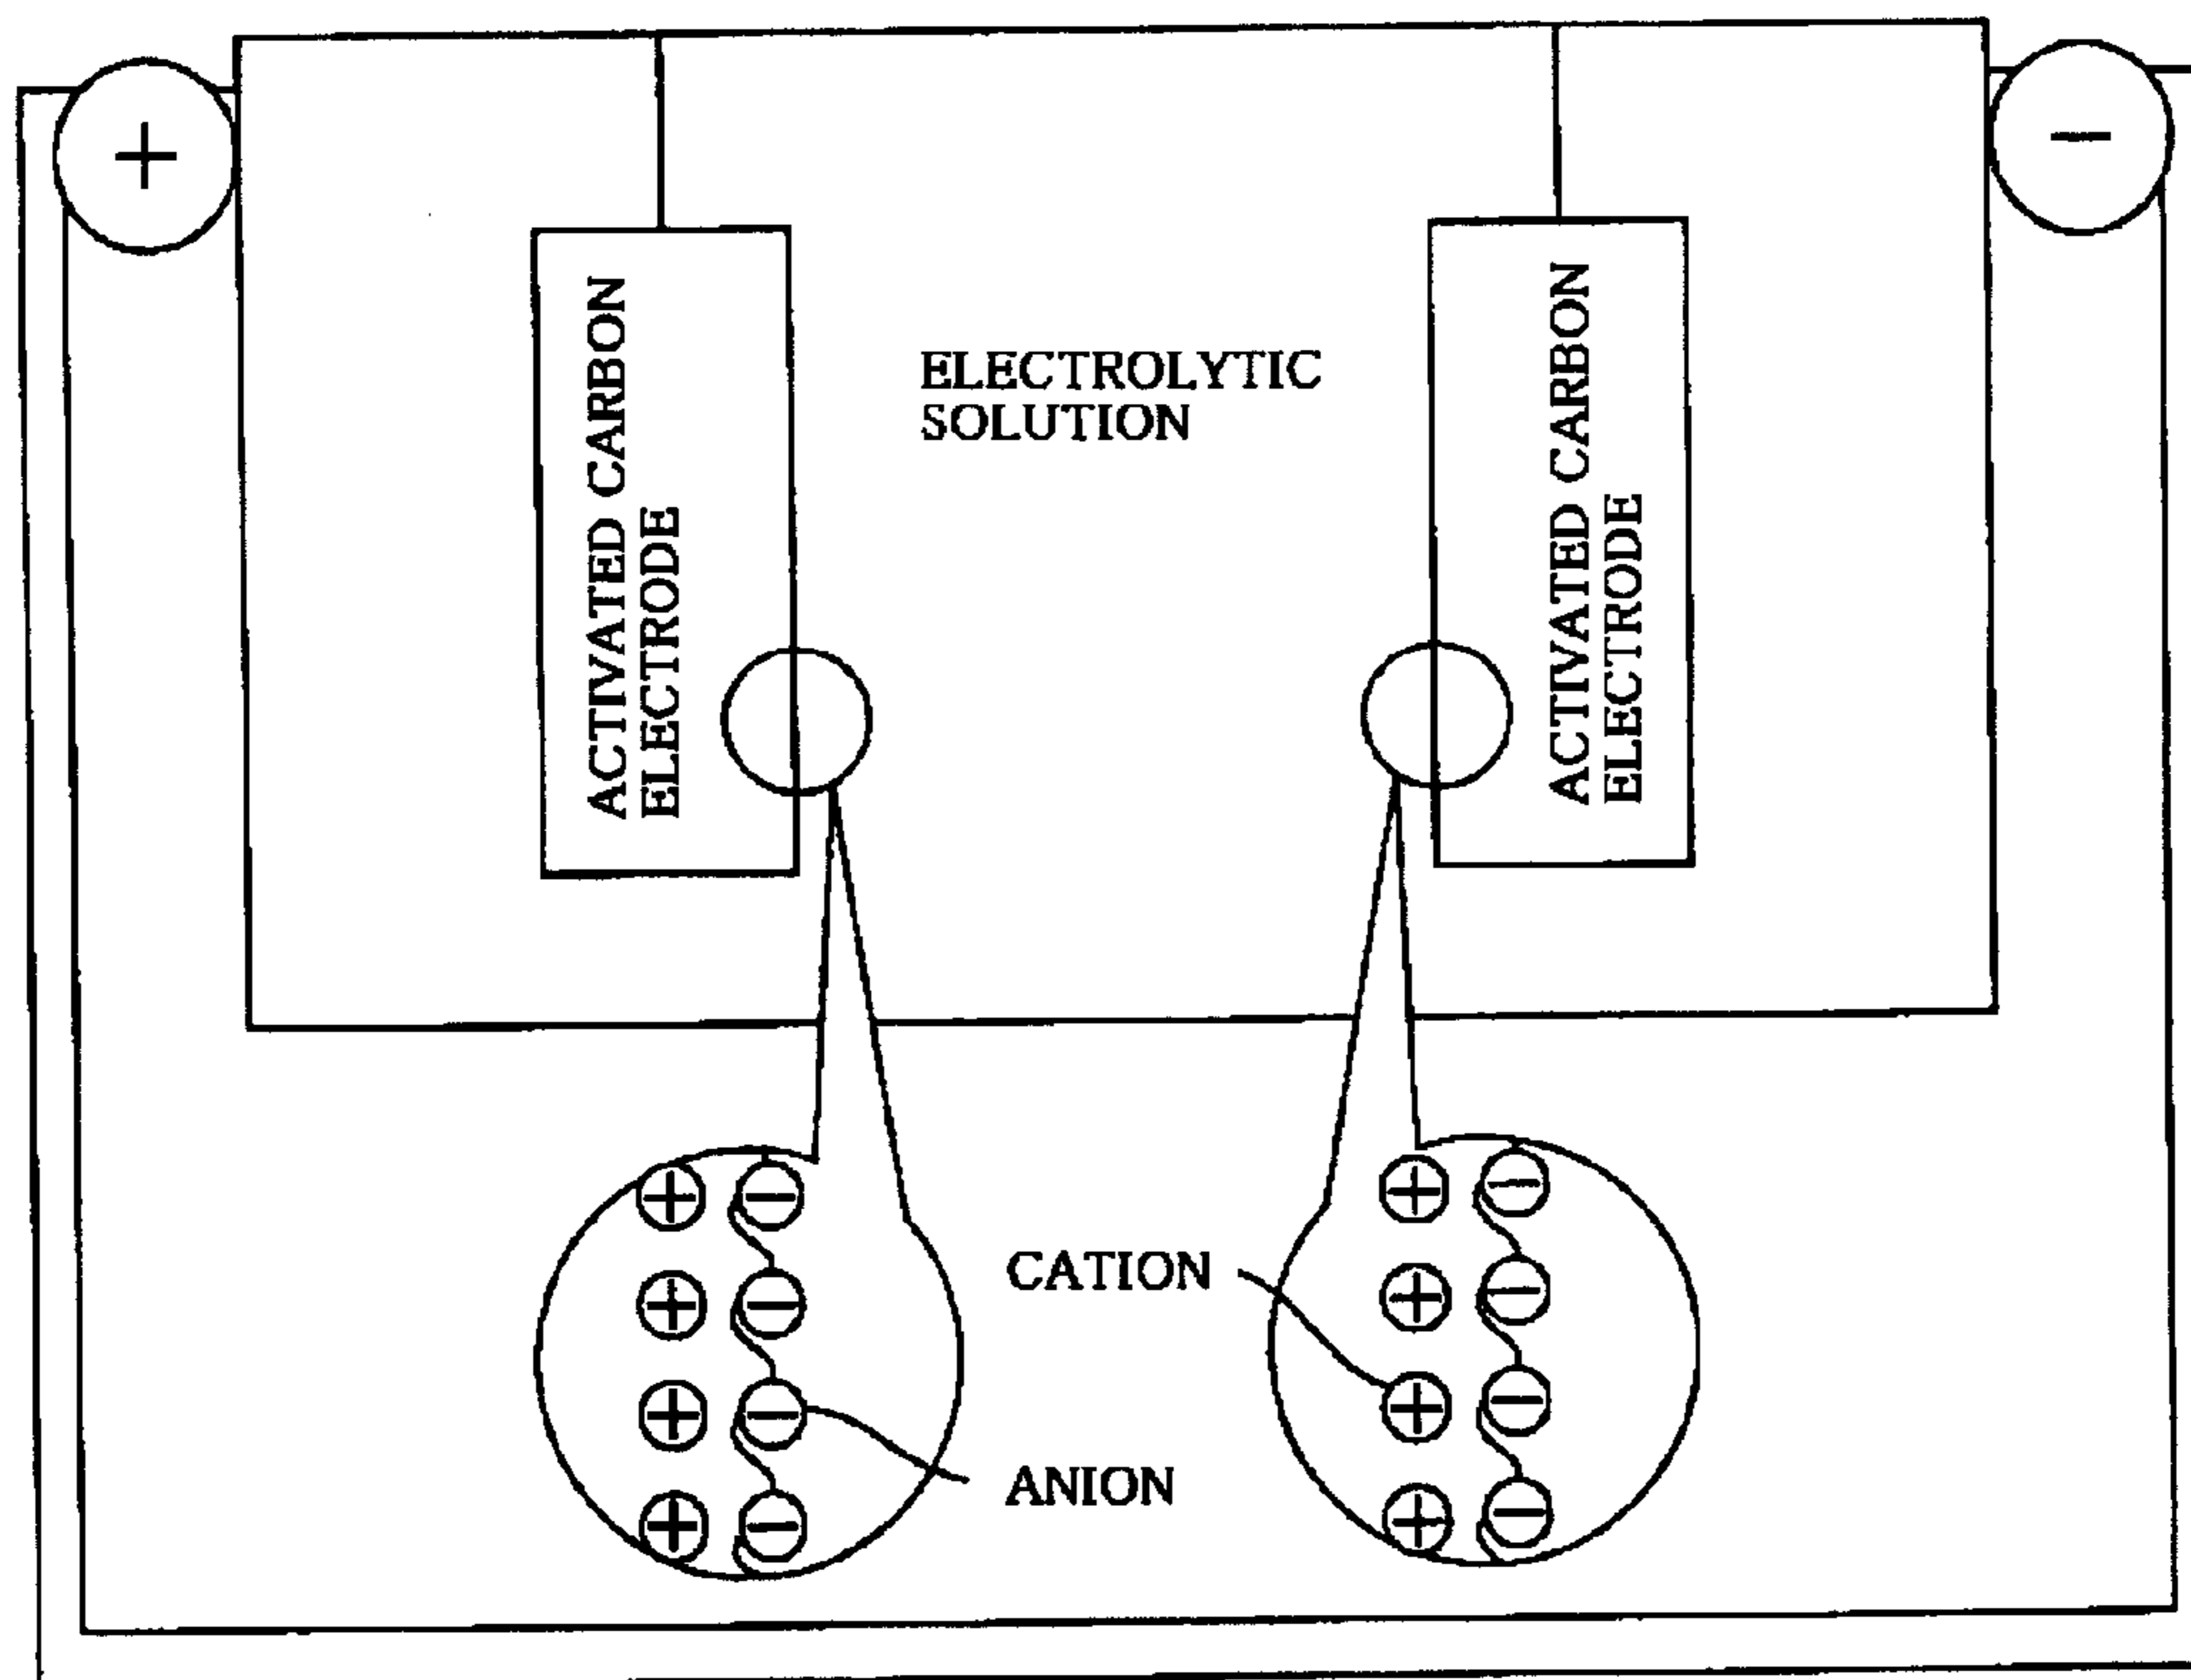 +
−
ACTIVATED CARBON
ELECTRODE
ELECTROLYTIC
SOLUTION
ACTIVATED CARBON
ELECTRODE
+ − + −
+ − + −
+ − + −
+ − + −
CATION
ANION